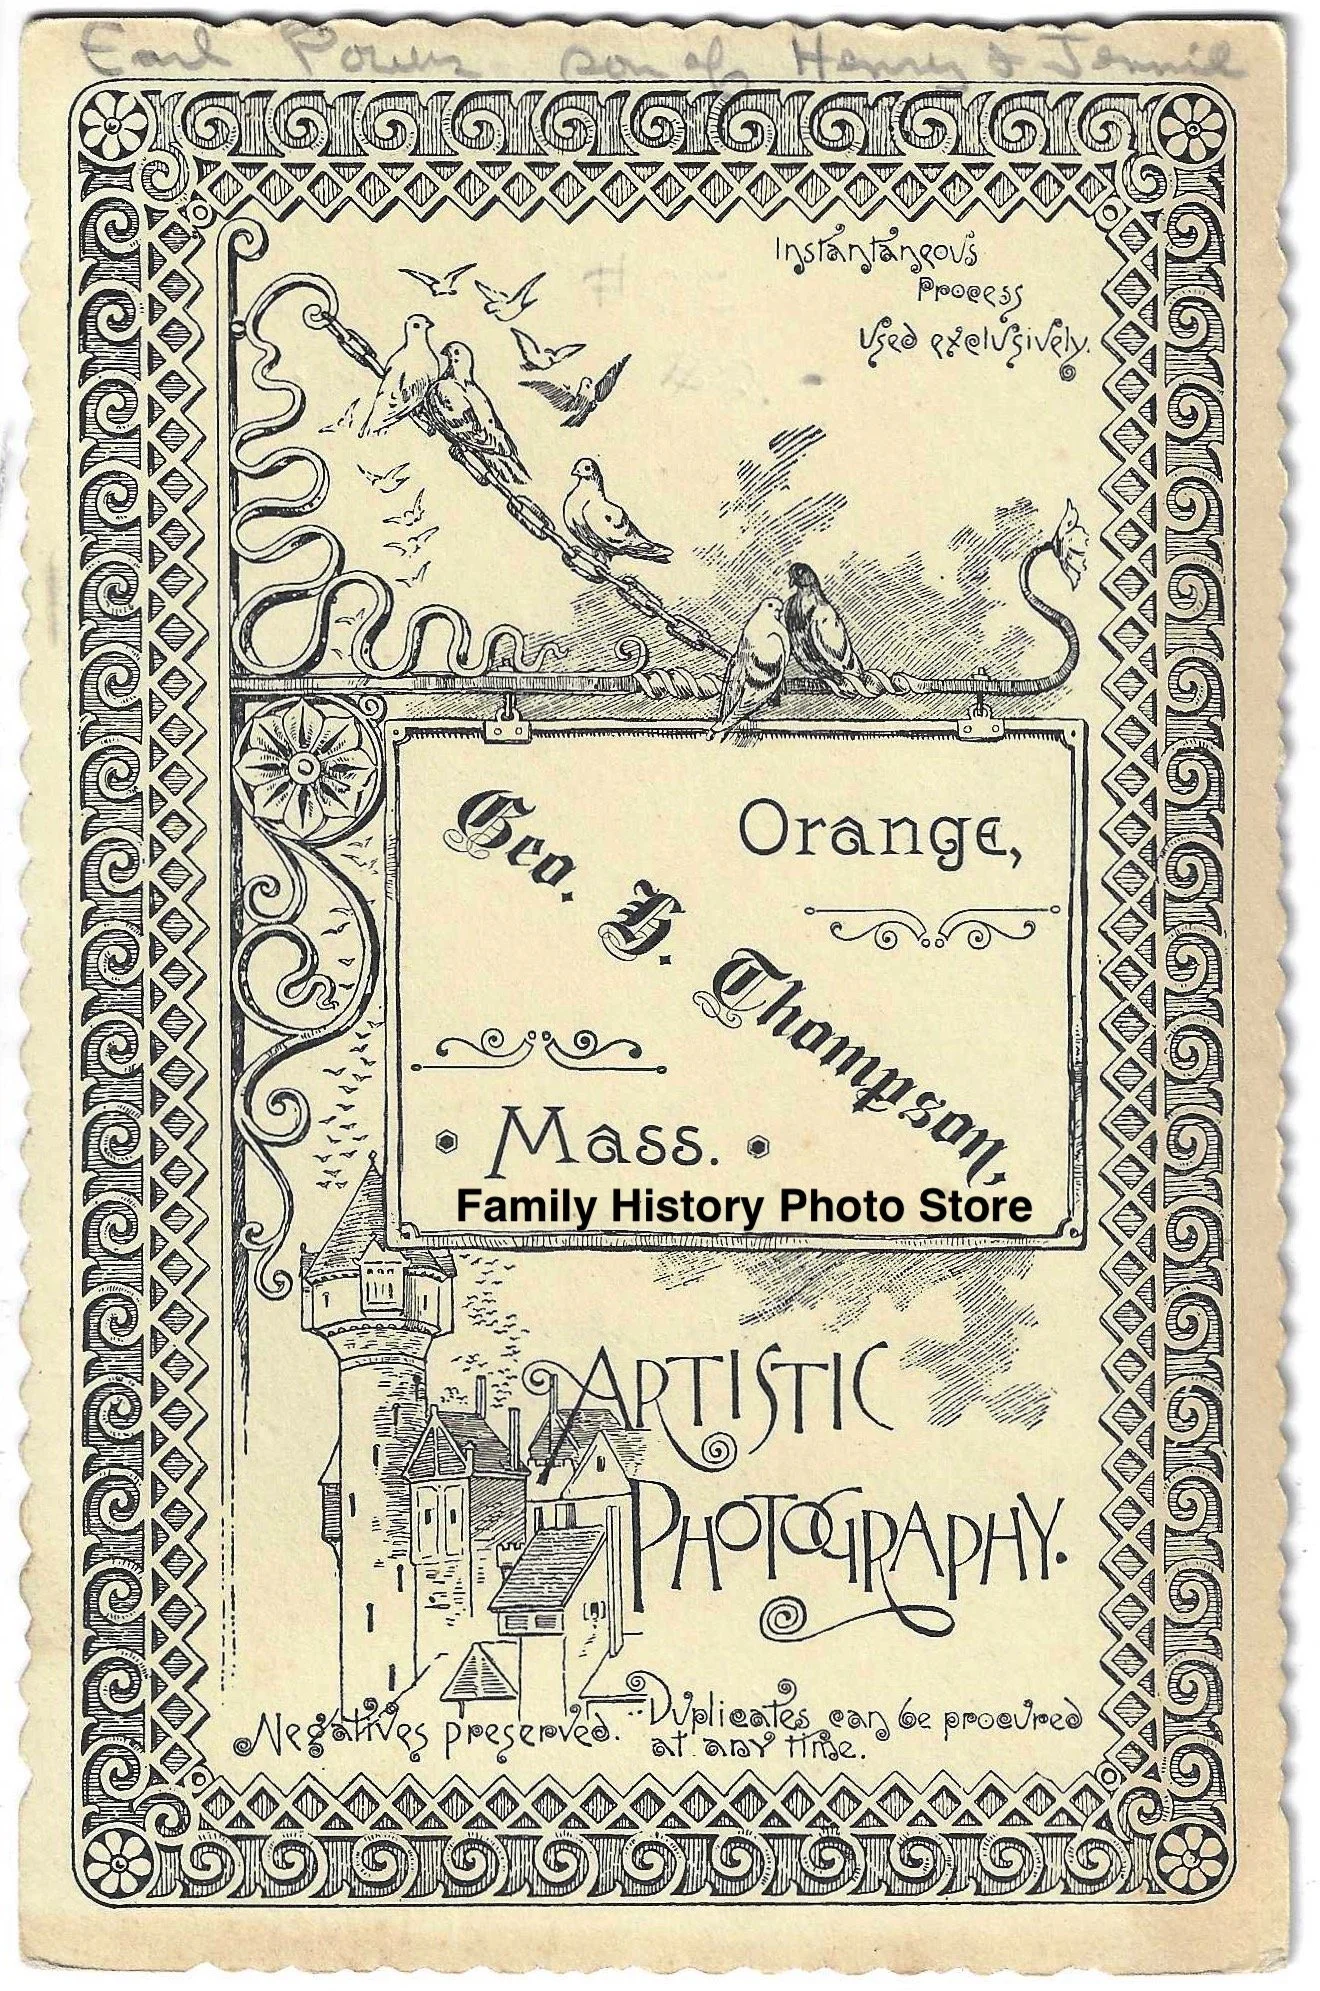 Earl Powers son of Henry & Jennie
Instantaneous
Process
Used exclusively.
Geo. B. Thompson,
Orange,
Mass.
Family History Photo Store
Artistic
Photography.
Negatives preserved. Duplicates can be procured
at any time.